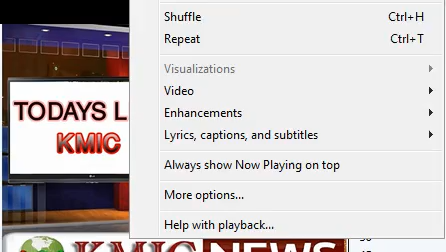 Shuffle Ctrl+H
Repeat Ctrl+T
Visualizations
Video
Enhancements
Lyrics, captions, and subtitles
Always show Now Playing on top
More options...
Help with playback...
TODAYS
KMIC
KMIC NEWS